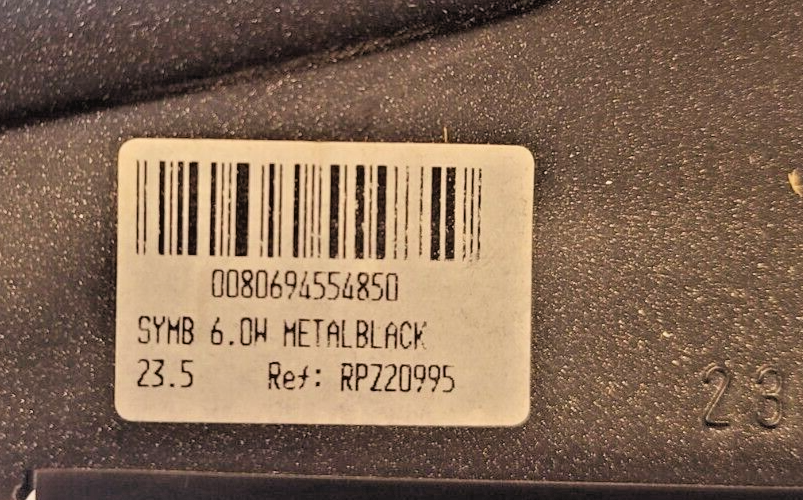 0080694554850
SYMB 6.0W METALBLACK
23.5 Ref: RPZ20995
23